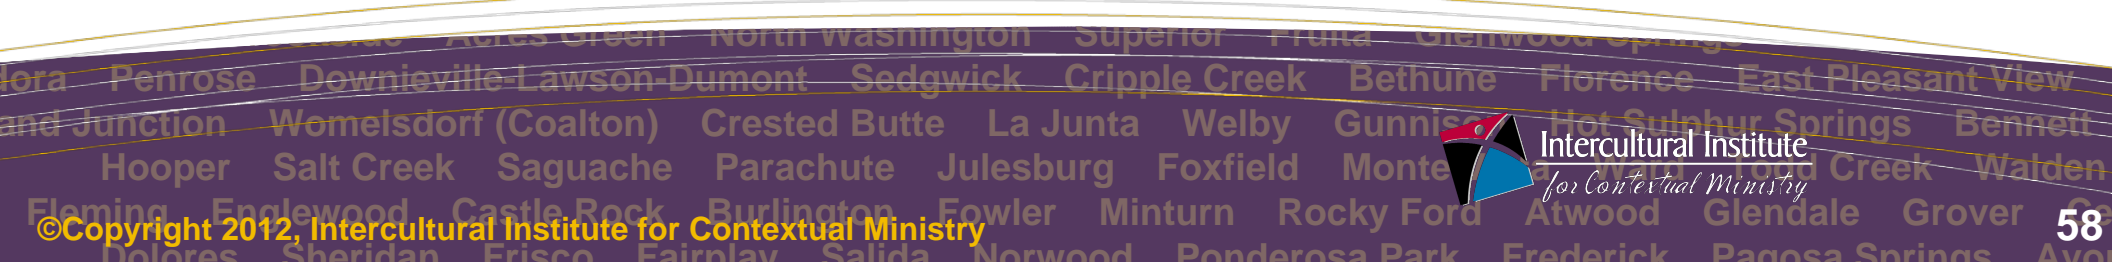 Acres Green North Washington Superior Fruita Glenwood Springs
Penrose Downieville-Lawson-Dumont Sedgwick Cripple Creek Bethune Florence East Pleasant View
and Junction Womelsdorf (Coalton) Crested Butte La Junta Welby Hot Sulphur Springs Bennett
Intercultural Institute
Hooper Salt Creek Saguache Parachute Julesburg Foxfield Monte Ward Creek Walden
for Contextual Ministry
Fleming Englewood Castle Rock Burlington Fowler Minturn Rocky Ford Atwood Glendale Grover
©Copyright 2012, Intercultural Institute for Contextual Ministry
58
Dolores Sheridan Frisco Fairplay Salida Norwood Ponderosa Park Frederick Pagosa Springs